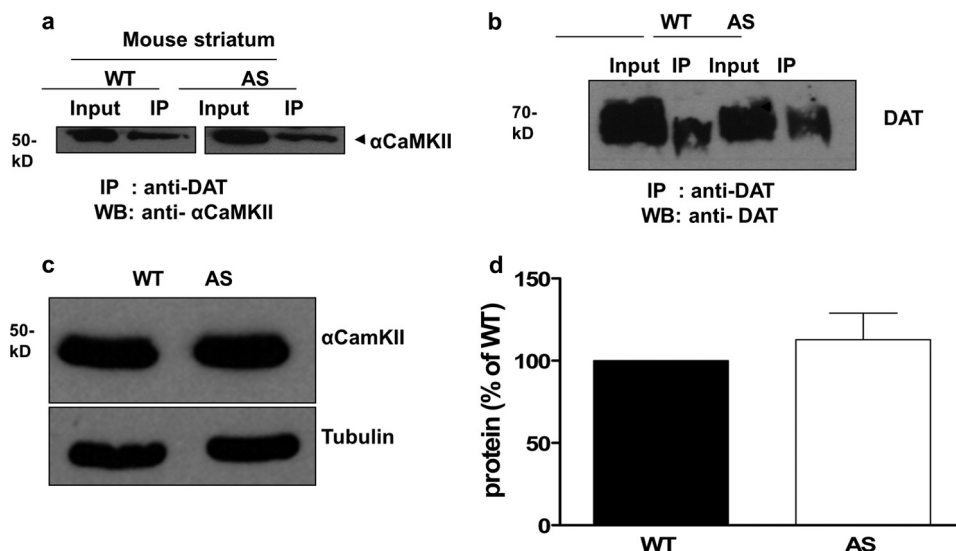 a
Mouse striatum
WT AS
Input IP Input IP
50-
kD
αCaMKII
IP : anti-DAT
WB: anti- αCaMKII
b
WT AS
Input IP Input IP
70-
kD
DAT
IP : anti-DAT
WB: anti- DAT
c
WT AS
50-
kD
αCamKII
Tubulin
d
protein (% of WT)
150
100
50
0
WT AS